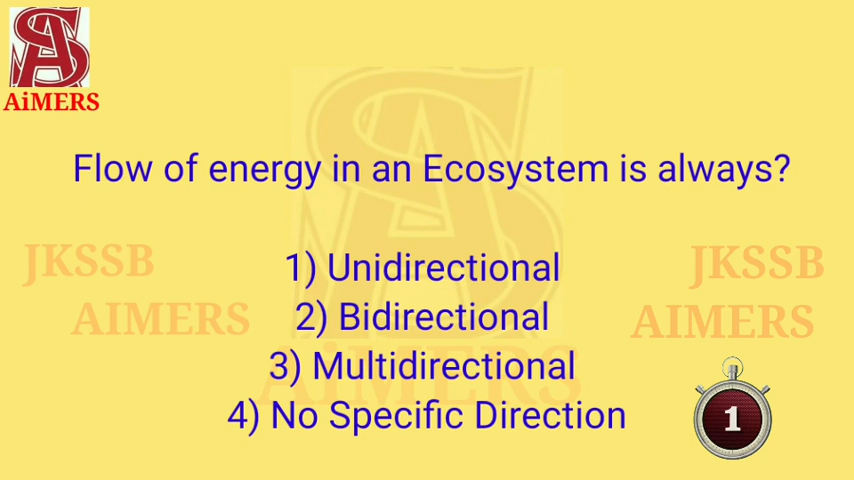 AiMERS
Flow of energy in an Ecosystem is always?
JKSSB
AIMERS
JKSSB
AIMERS
1) Unidirectional
2) Bidirectional
3) Multidirectional
4) No Specific Direction
AiMERS
1